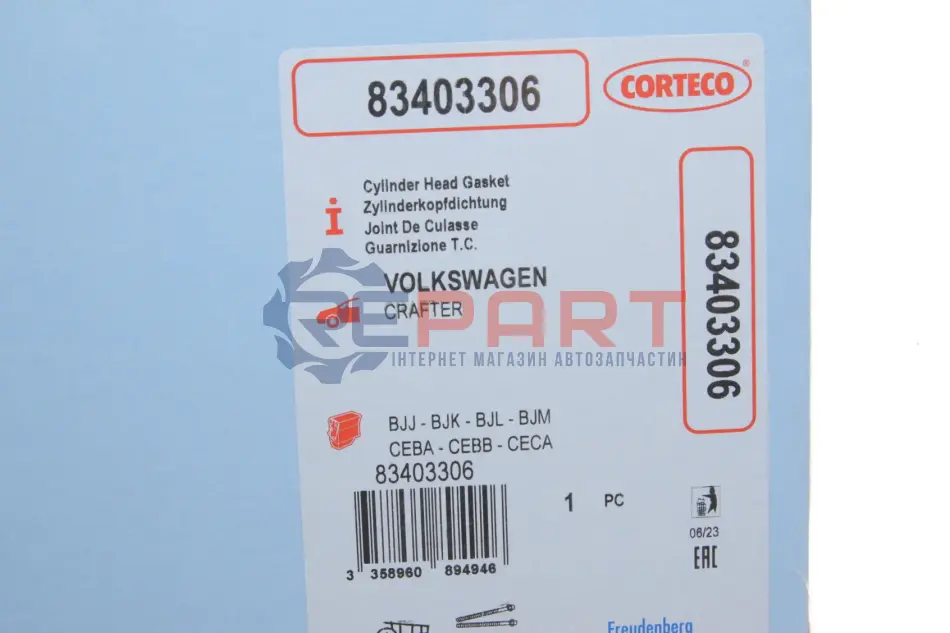 83403306
CORTECO®
Cylinder Head Gasket
Zylinderkopfdichtung
Joint De Culasse
Guarnizione T.C.
VOLKSWAGEN
CRAFTER
REPART
ІНТЕРНЕТ МАГАЗИН АВТОЗАПЧАСТИН
83403306
BJJ - BJK - BJL - BJM
CEBA - CEBB - CECA
83403306
1 PC
3 358960 894946
06/23
EAC
Freudenberg